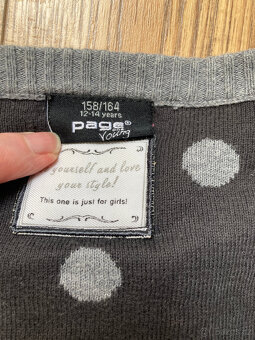 158/164
12-14 years
page®
Young
yourself and love
your style!
This one is just for girls!